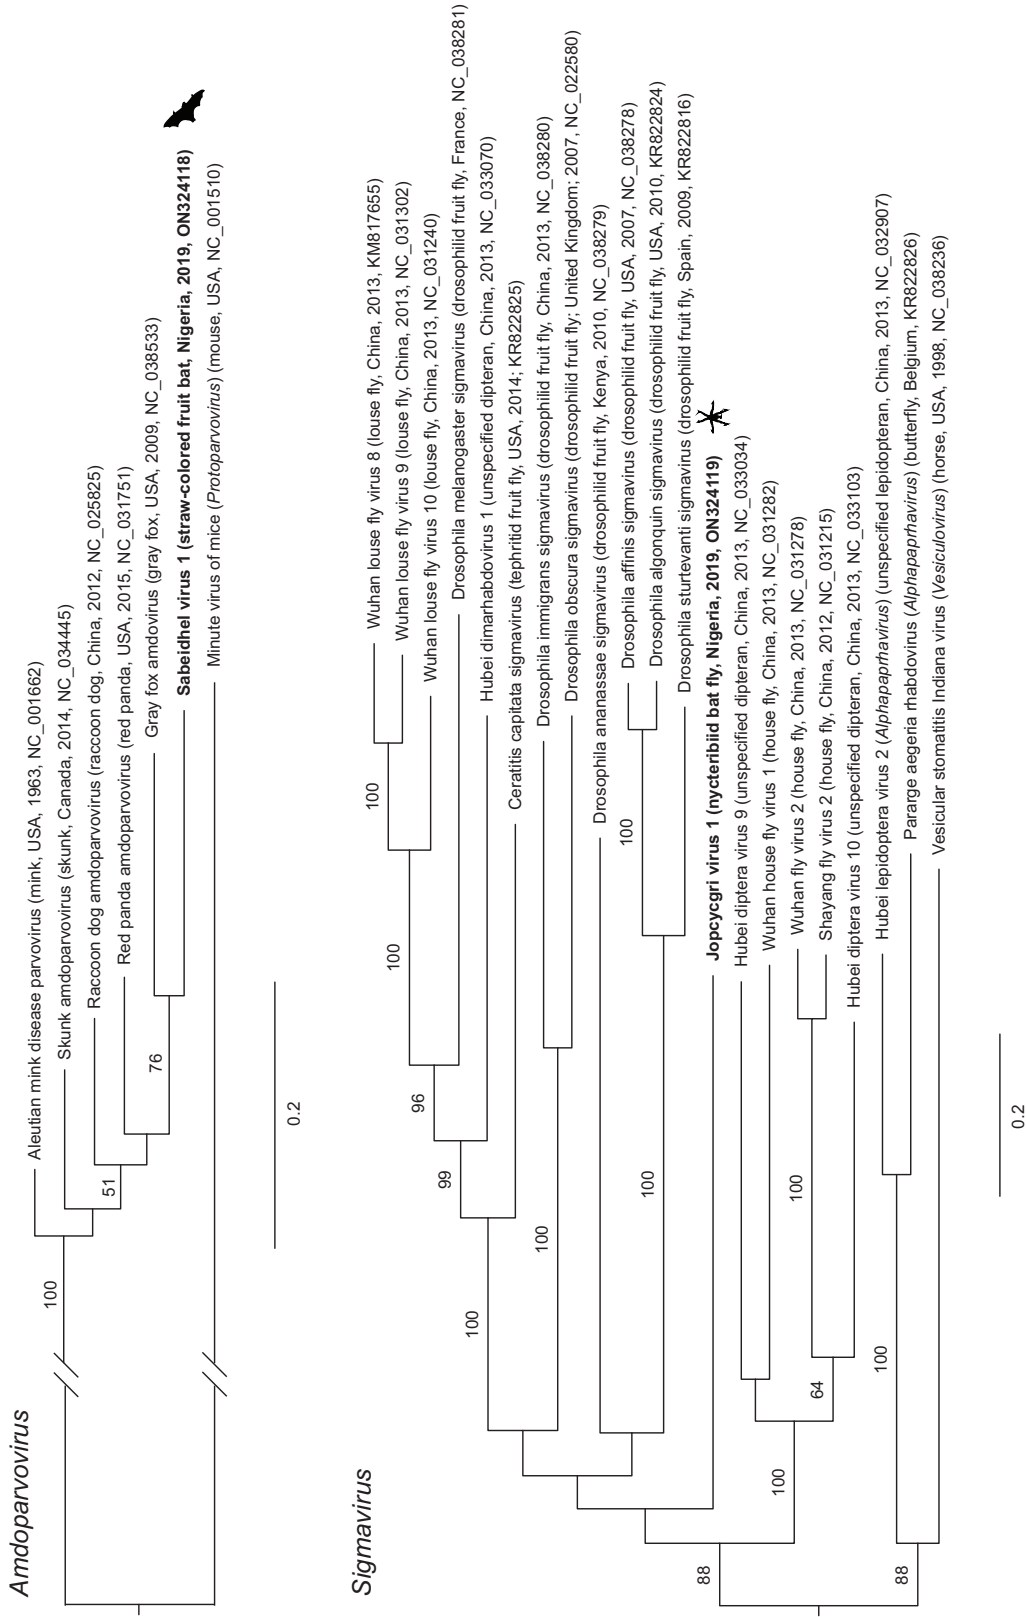 Amdoparvovirus
100
51
76
Aleutian mink disease parvovirus (mink, USA, 1963, NC_001662)
Skunk amdoparvovirus (skunk, Canada, 2014, NC_034445)
Raccoon dog amdoparvovirus (raccoon dog, China, 2012, NC_025825)
Red panda amdoparvovirus (red panda, USA, 2015, NC_031751)
Gray fox amdovirus (gray fox, USA, 2009, NC_038533)
Sabeidhel virus 1 (straw-colored fruit bat, Nigeria, 2019, ON324118)
Minute virus of mice (Protoparvovirus) (mouse, USA, NC_001510)
0.2
Sigmavirus
Wuhan louse fly virus 8 (louse fly, China, 2013, KM817655)
100
Wuhan louse fly virus 9 (louse fly, China, 2013, NC_031302)
100
Wuhan louse fly virus 10 (louse fly, China, 2013, NC_031240)
96
Drosophila melanogaster sigmavirus (drosophilid fruit fly, France, NC_038281)
99
Hubei dimarhabdovirus 1 (unspecified dipteran, China, 2013, NC_033070)
100
Ceratitis capitata sigmavirus (tephritid fruit fly, USA, 2014; KR822825)
100
Drosophila immigrans sigmavirus (drosophilid fruit fly, China, 2013, NC_038280)
Drosophila obscura sigmavirus (drosophilid fruit fly; United Kingdom; 2007, NC_022580)
Drosophila ananassae sigmavirus (drosophilid fruit fly, Kenya, 2010, NC_038279)
100
Drosophila affinis sigmavirus (drosophilid fruit fly, USA, 2007, NC_038278)
100
Drosophila algonquin sigmavirus (drosophilid fruit fly, USA, 2010, KR822824)
Drosophila sturtevanti sigmavirus (drosophilid fruit fly, Spain, 2009, KR822816)
88
Jopcycgri virus 1 (nycteribiid bat fly, Nigeria, 2019, ON324119)
Hubei diptera virus 9 (unspecified dipteran, China, 2013, NC_033034)
100
Wuhan house fly virus 1 (house fly, China, 2013, NC_031282)
100
Wuhan fly virus 2 (house fly, China, 2013, NC_031278)
64
Shayang fly virus 2 (house fly, China, 2012, NC_031215)
Hubei diptera virus 10 (unspecified dipteran, China, 2013, NC_033103)
100
Hubei lepidoptera virus 2 (Alphapaprhavirus) (unspecified lepidopteran, China, 2013, NC_032907)
88
Pararge aegeria rhabdovirus (Alphapaprhavirus) (butterfly, Belgium, KR822826)
Vesicular stomatitis Indiana virus (Vesiculovirus) (horse, USA, 1998, NC_038236)
0.2